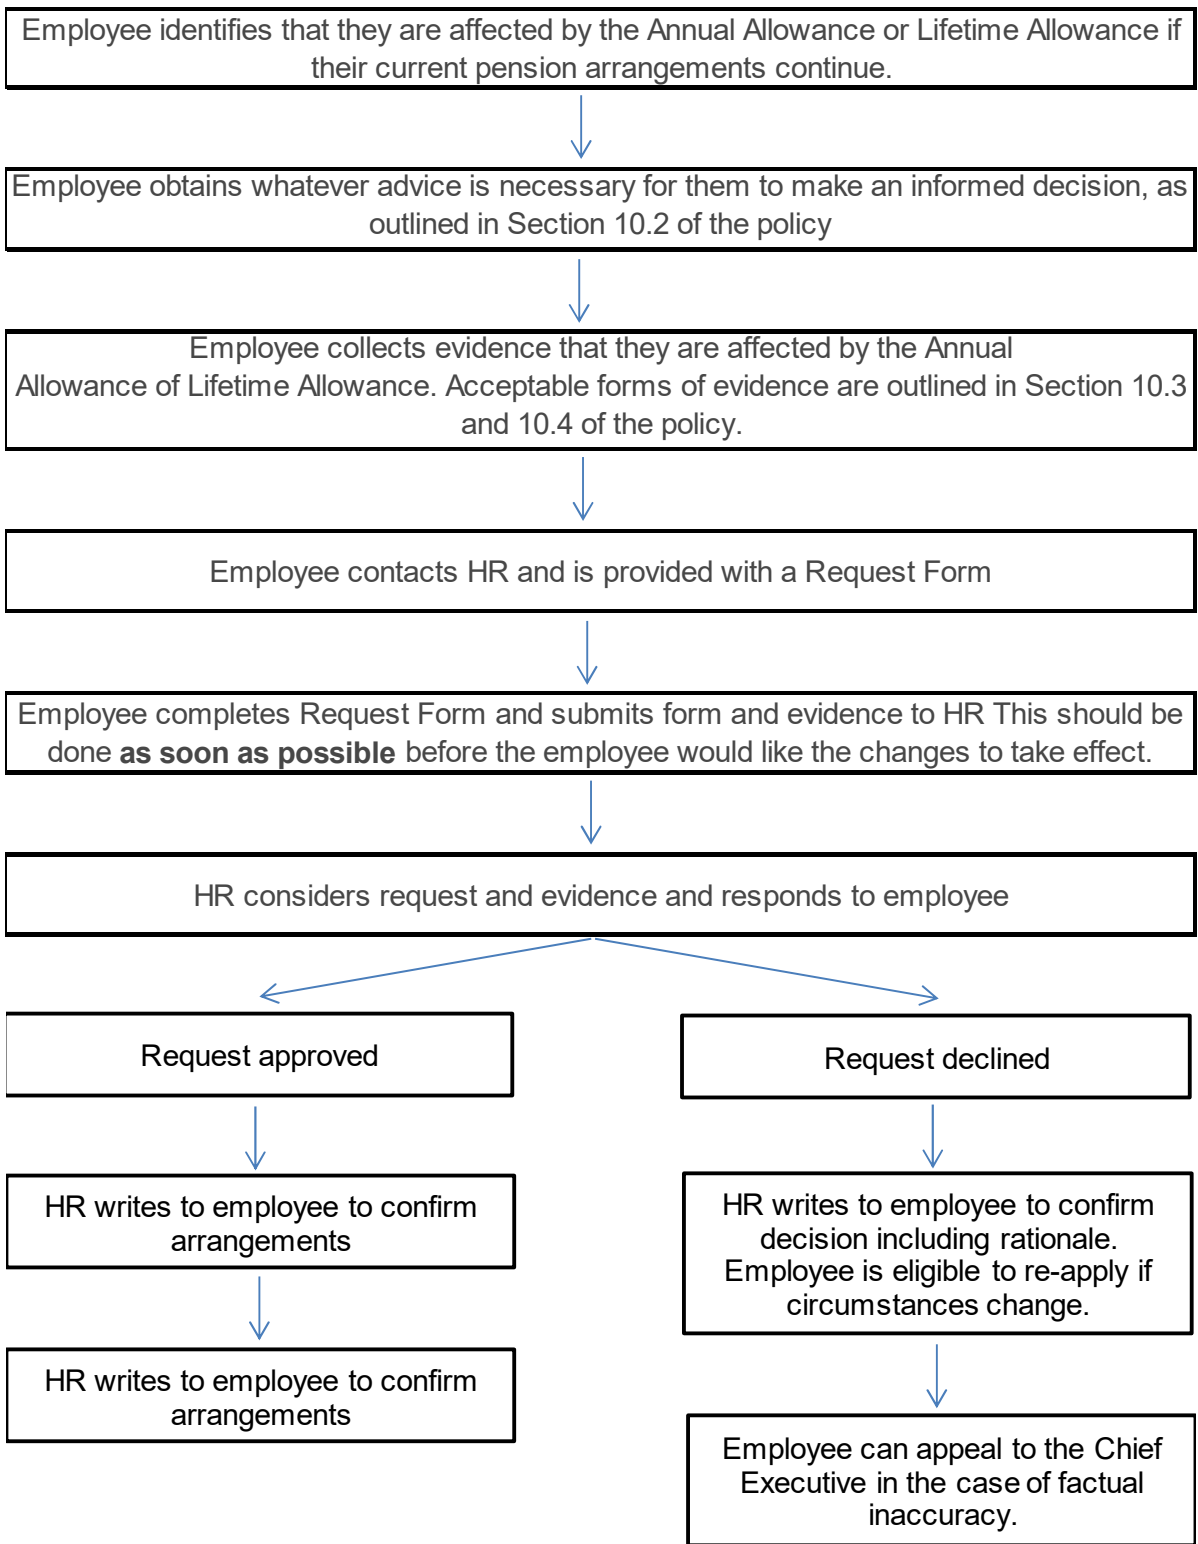 Employee identifies that they are affected by the Annual Allowance or Lifetime Allowance if
their current pension arrangements continue.
Employee obtains whatever advice is necessary for them to make an informed decision, as
outlined in Section 10.2 of the policy
Employee collects evidence that they are affected by the Annual
Allowance of Lifetime Allowance. Acceptable forms of evidence are outlined in Section 10.3
and 10.4 of the policy.
Employee contacts HR and is provided with a Request Form
Employee completes Request Form and submits form and evidence to HR This should be
done as soon as possible before the employee would like the changes to take effect.
HR considers request and evidence and responds to employee
Request approved
Request declined
HR writes to employee to confirm
arrangements
HR writes to employee to confirm
decision including rationale.
Employee is eligible to re-apply if
circumstances change.
HR writes to employee to confirm
arrangements
Employee can appeal to the Chief
Executive in the case of factual
inaccuracy.